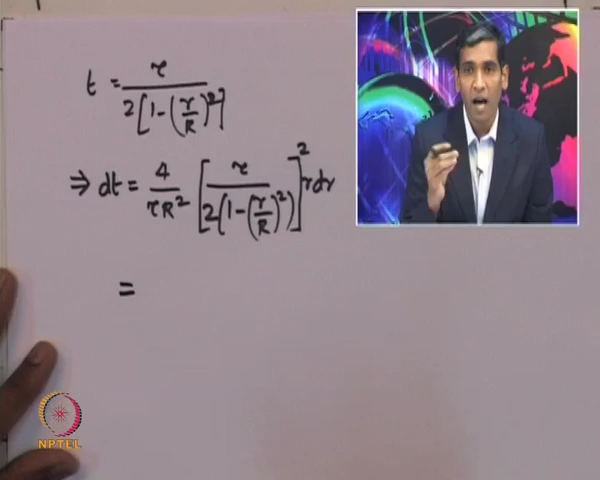 t = τ / 2[1-(r/R)²]
⇒ dt = 4/τR² [τ / 2(1-(r/R)²)]² r dr
=
NPTEL